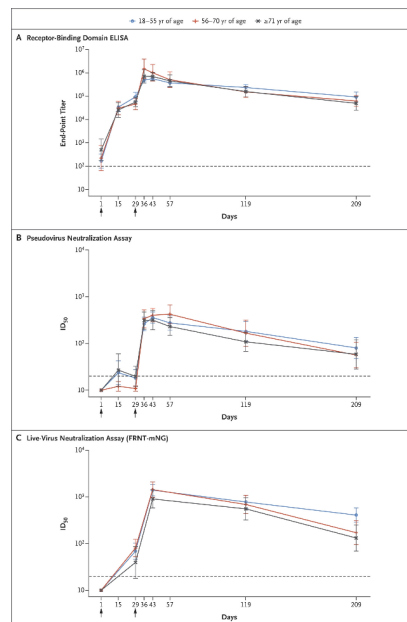 18–55 yr of age 56–70 yr of age ≥71 yr of age
A Receptor-Binding Domain ELISA
10⁷
10⁶
10⁵
10⁴
10³
10²
10
End-Point Titer
1 15 29 36 43 57 119 209
Days
B Pseudovirus Neutralization Assay
10⁴
10³
10²
10
ID₅₀
1 15 29 36 43 57 119 209
Days
C Live-Virus Neutralization Assay (FRNT-mNG)
10⁴
10³
10²
10
ID₅₀
1 15 29 36 43 57 119 209
Days